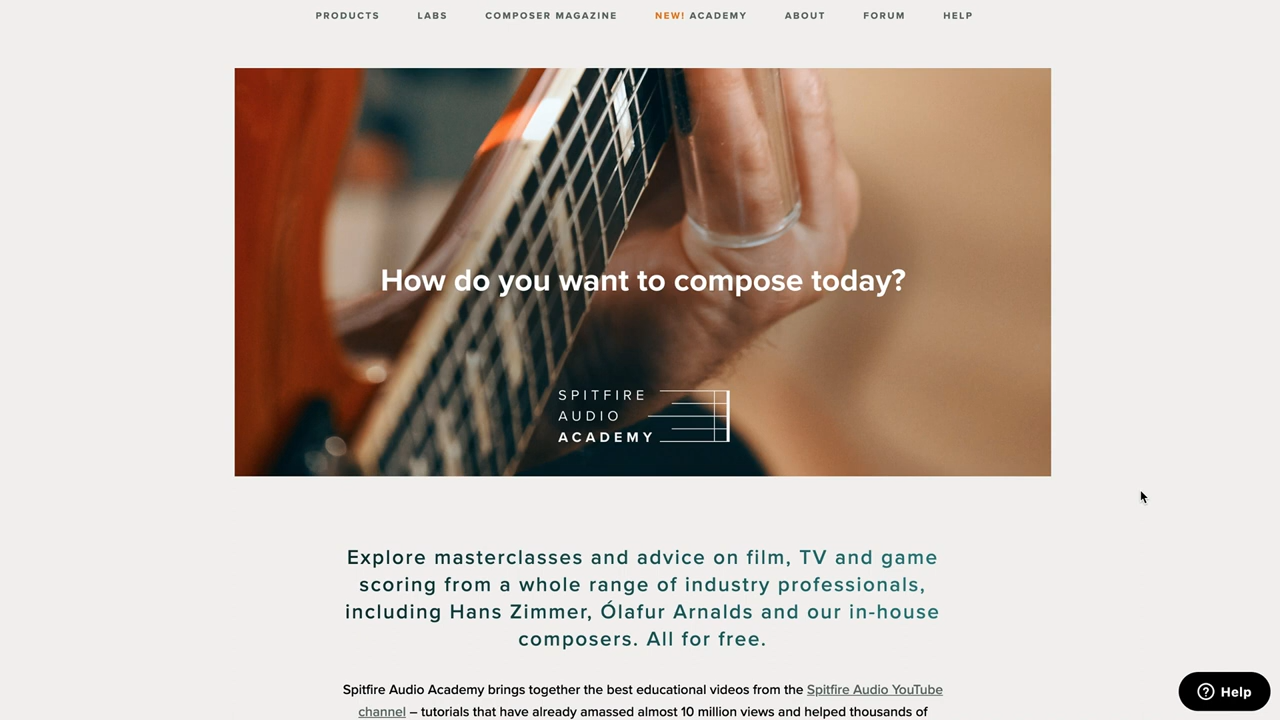 PRODUCTS LABS COMPOSER MAGAZINE NEW! ACADEMY ABOUT FORUM HELP
How do you want to compose today?
SPITFIRE
AUDIO
ACADEMY
Explore masterclasses and advice on film, TV and game
scoring from a whole range of industry professionals,
including Hans Zimmer, Ólafur Arnalds and our in-house
composers. All for free.
Spitfire Audio Academy brings together the best educational videos from the Spitfire Audio YouTube
channel – tutorials that have already amassed almost 10 million views and helped thousands of
Help